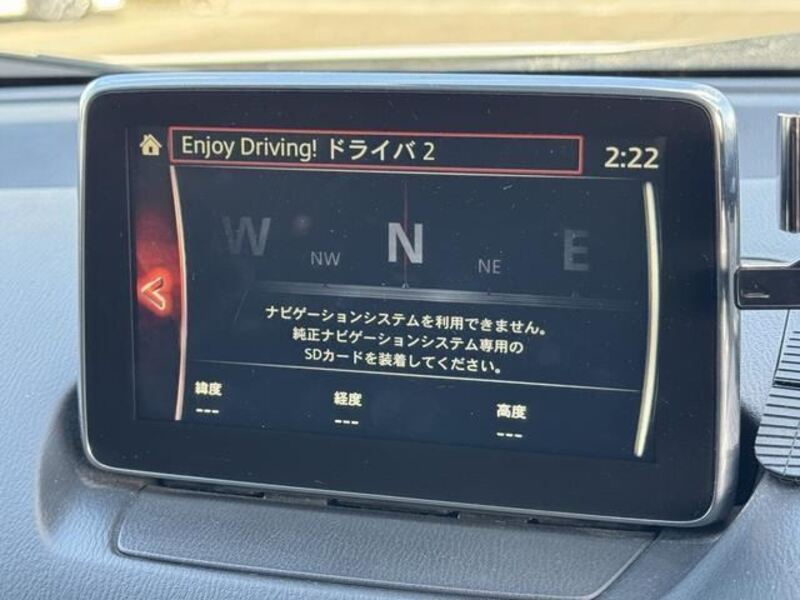 Enjoy Driving! ドライバ 2
2:22
W
NW
N
NE
E
ナビゲーションシステムを利用できません。
純正ナビゲーションシステム専用の
SDカードを装着してください。
緯度
経度
高度
---
---
---